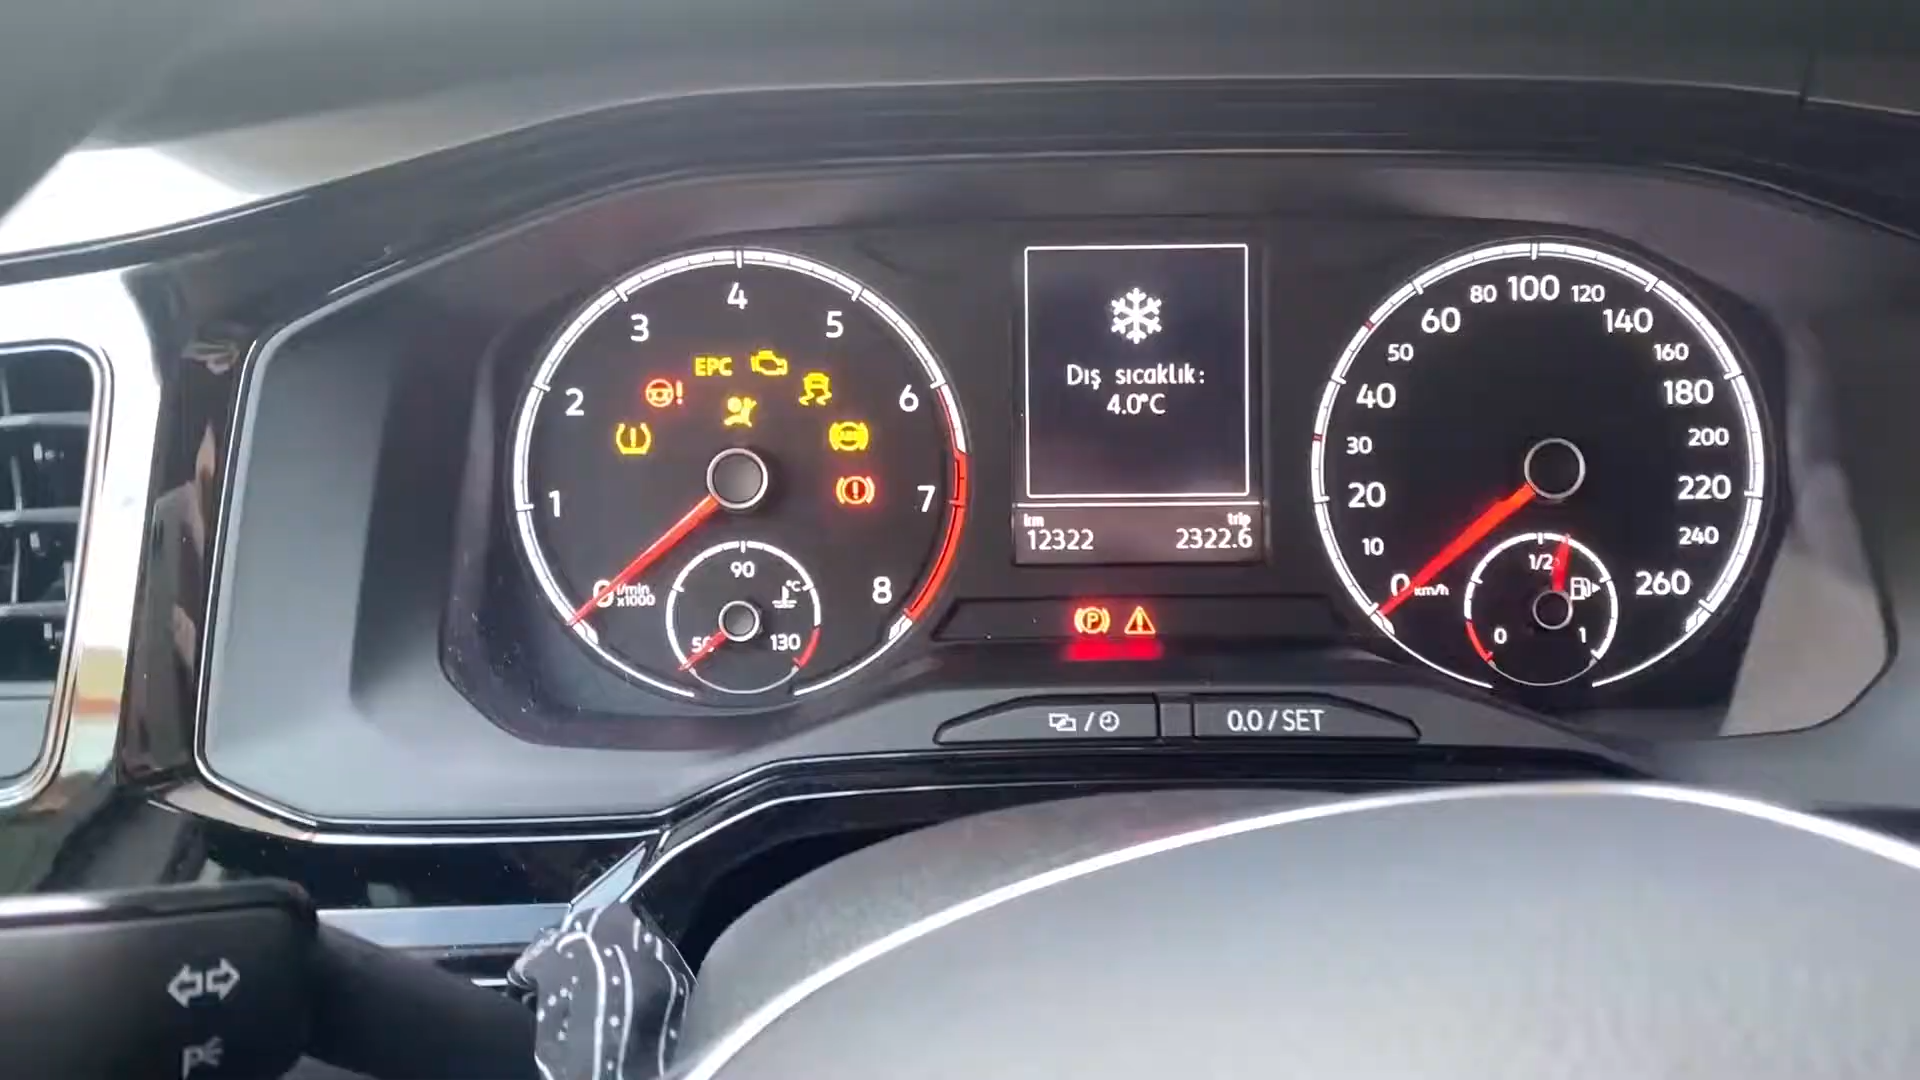 1
2
3
4
5
6
7
8
EPC
ABS
0 1/min
x1000
50
90
130
°C
Dış sıcaklık:
4.0°C
km
trip
12322
2322.6
P
0
10
20
30
40
50
60
80
100
120
140
160
180
200
220
240
260
km/h
0
1/2
1
0.0/SET